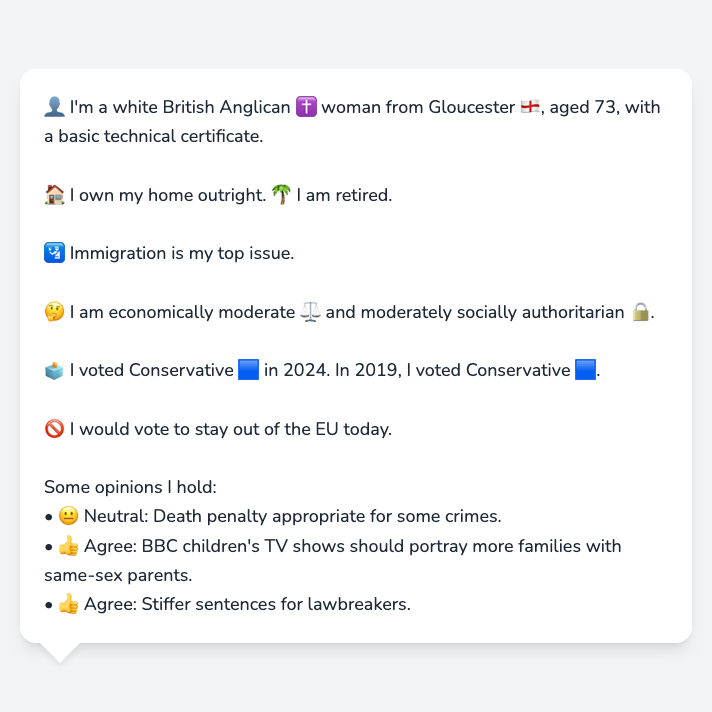 👤 I'm a white British Anglican ✝️ woman from Gloucester 🏴󠁧󠁢󠁥󠁮󠁧󠁿, aged 73, with
a basic technical certificate.
🏠 I own my home outright. 🌴 I am retired.
🛂 Immigration is my top issue.
🤔 I am economically moderate ⚖️ and moderately socially authoritarian 🔒.
🗳️ I voted Conservative 🟦 in 2024. In 2019, I voted Conservative 🟦.
🚫 I would vote to stay out of the EU today.
Some opinions I hold:
• 😐 Neutral: Death penalty appropriate for some crimes.
• 👍 Agree: BBC children's TV shows should portray more families with
same-sex parents.
• 👍 Agree: Stiffer sentences for lawbreakers.